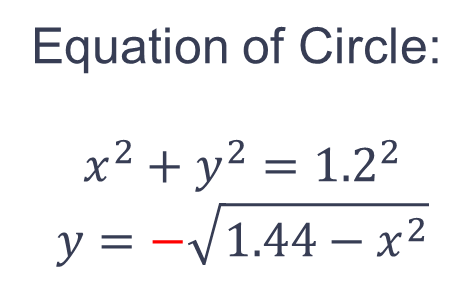 Equation of Circle:
x² + y² = 1.2²
y = −√(1.44 − x²)